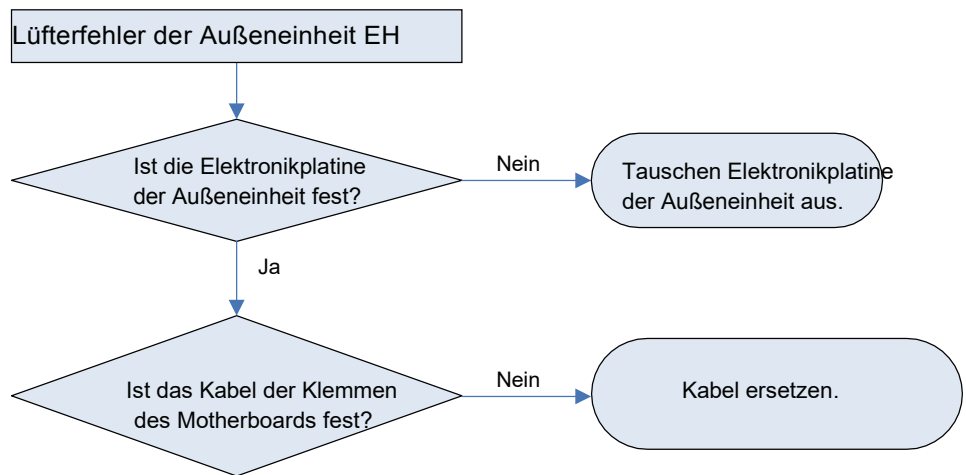 Lüfterfehler der Außeneinheit EH
Ist die Elektronikplatine
der Außeneinheit fest?
Nein
Tauschen Elektronikplatine
der Außeneinheit aus.
Ja
Ist das Kabel der Klemmen
des Motherboards fest?
Nein
Kabel ersetzen.